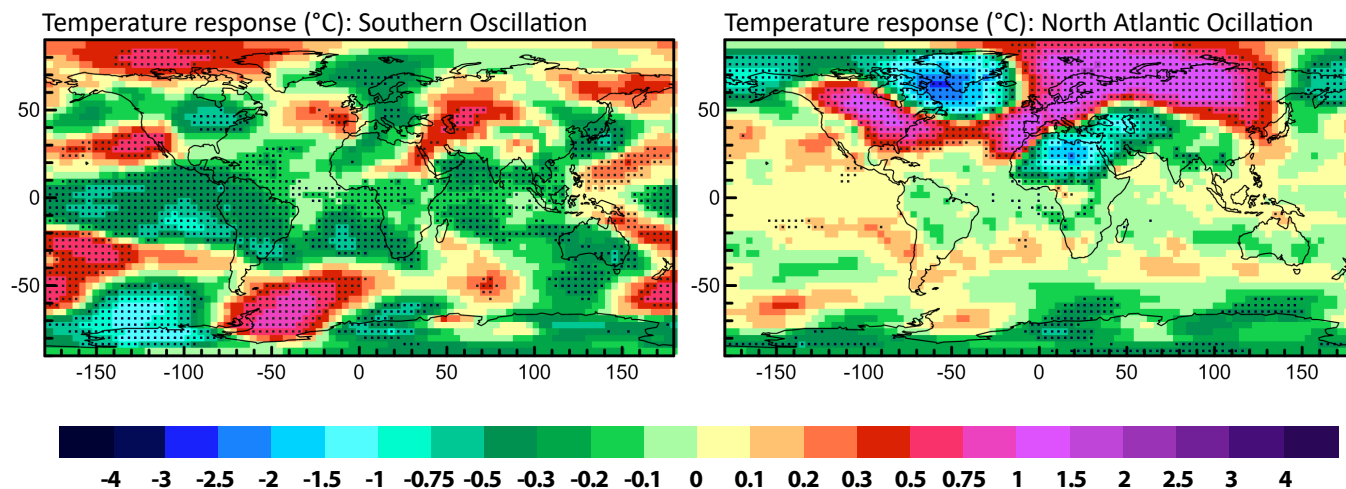 Temperature response (°C): Southern Oscillation
Temperature response (°C): North Atlantic Ocillation
50
0
-50
-150 -100 -50 0 50 100 150
50
0
-50
-150 -100 -50 0 50 100 150
-4 -3 -2.5 -2 -1.5 -1 -0.75 -0.5 -0.3 -0.2 -0.1 0 0.1 0.2 0.3 0.5 0.75 1 1.5 2 2.5 3 4